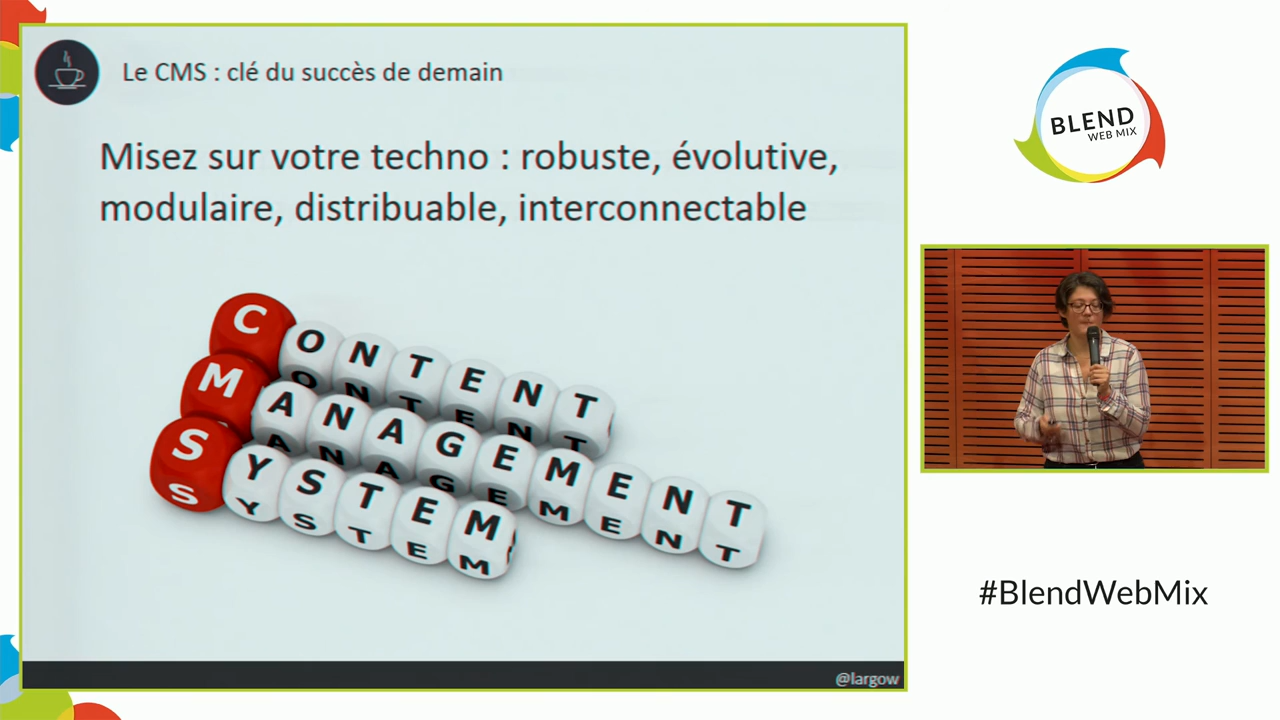 Le CMS : clé du succès de demain
Misez sur votre techno : robuste, évolutive,
modulaire, distribuable, interconnectable
CONTENT
MANAGEMENT
SYSTEM
@largow
BLEND
WEB MIX
#BlendWebMix